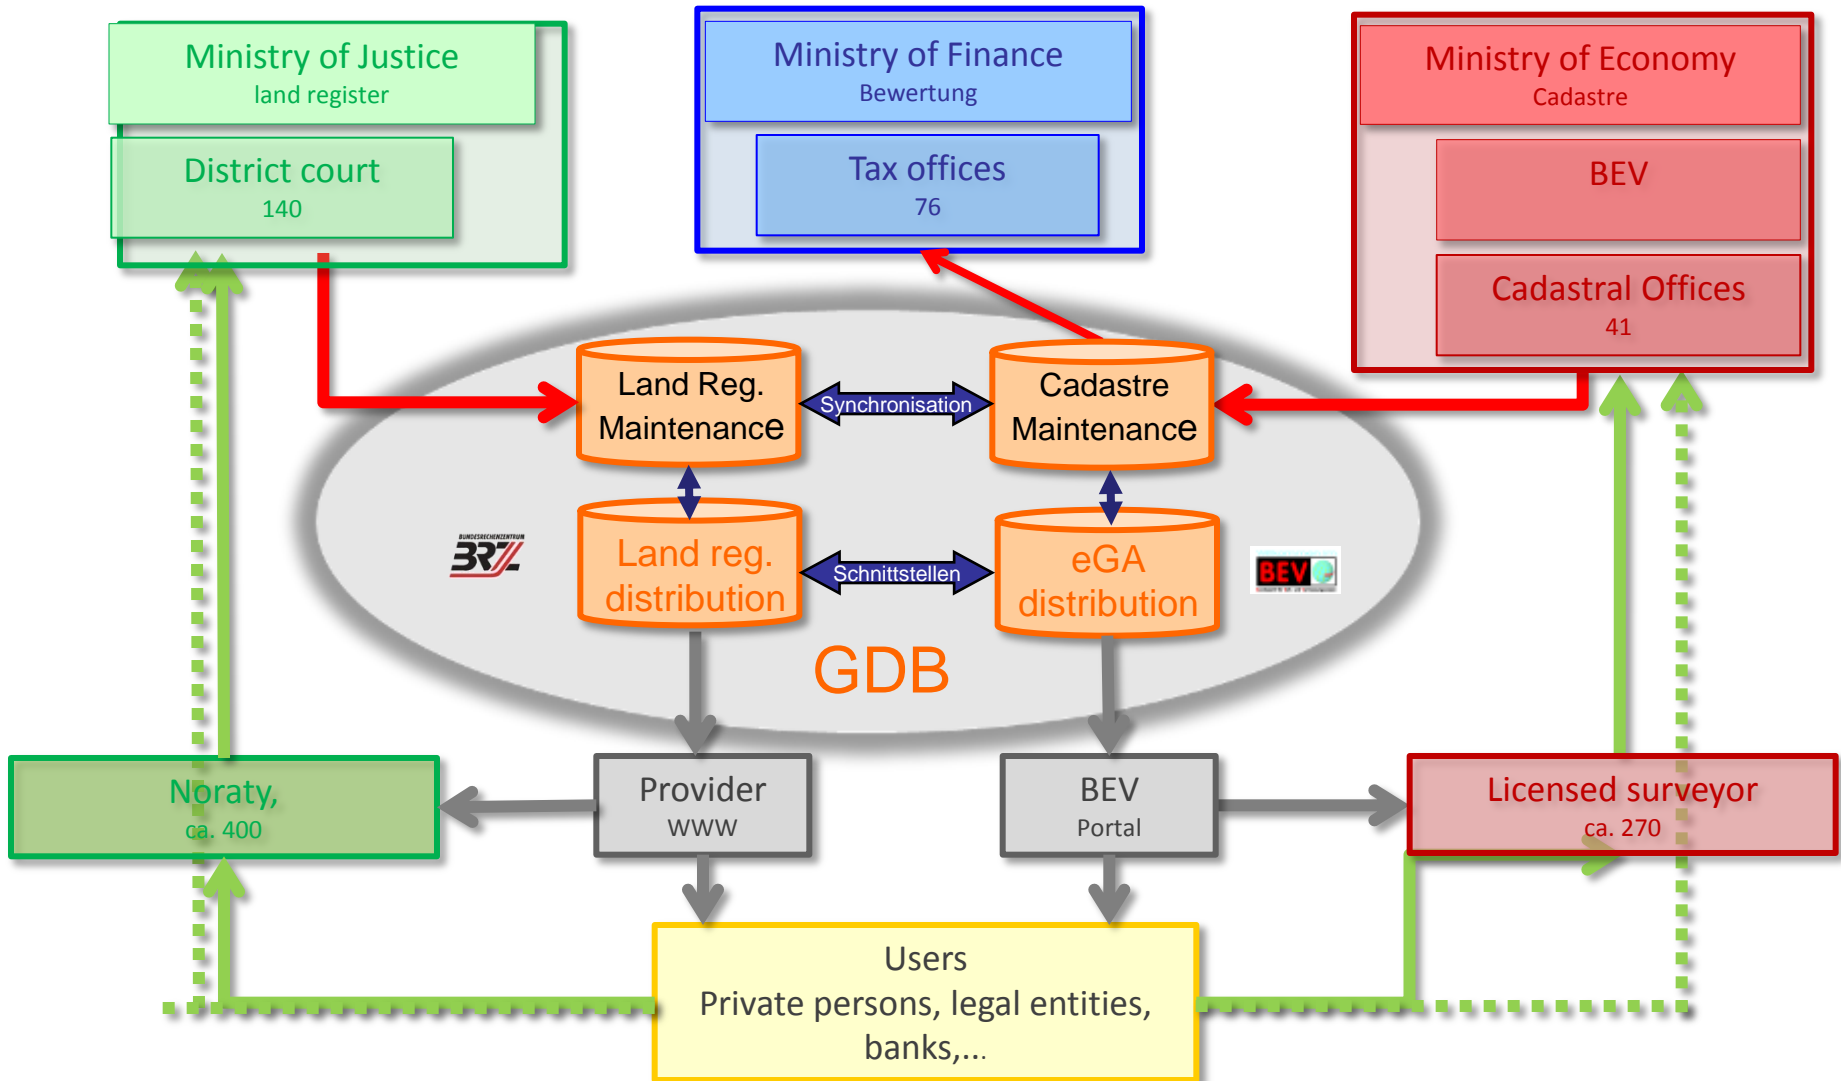 Ministry of Justice
land register
District court
140
Ministry of Finance
Bewertung
Tax offices
76
Ministry of Economy
Cadastre
BEV
Cadastral Offices
41
Land Reg.
Maintenance
Synchronisation
Cadastre
Maintenance
BUNDESRECHENZENTRUM
BRZ
Land reg.
distribution
Schnittstellen
eGA
distribution
BEV
GDB
Noraty,
ca. 400
Provider
WWW
BEV
Portal
Licensed surveyor
ca. 270
Users
Private persons, legal entities,
banks,...